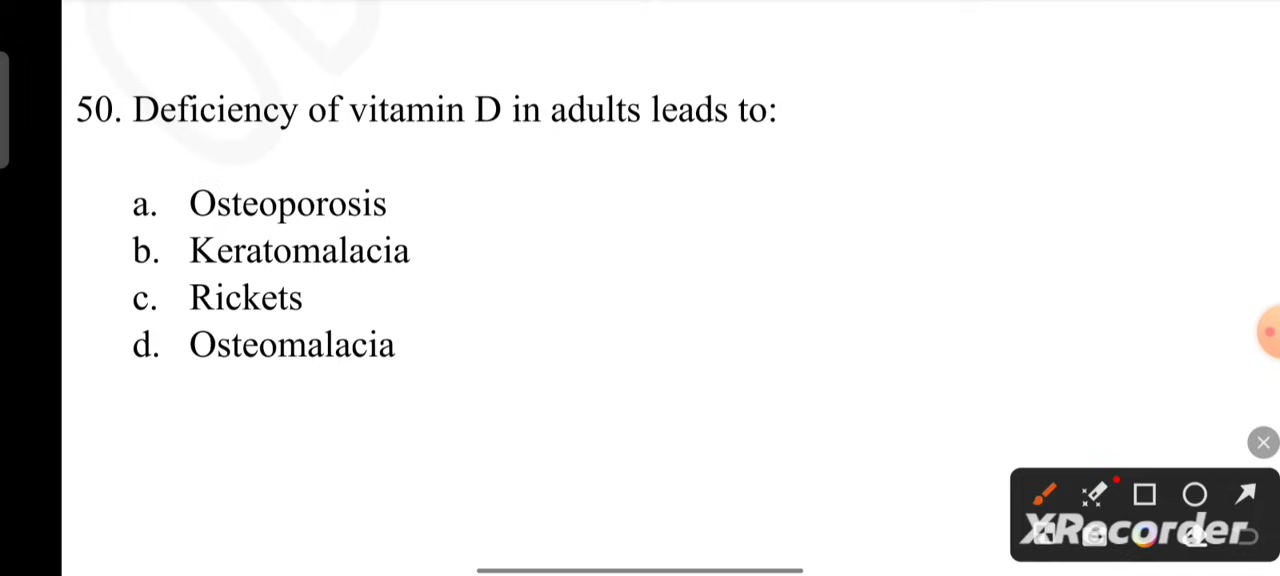 50. Deficiency of vitamin D in adults leads to:
a. Osteoporosis
b. Keratomalacia
c. Rickets
d. Osteomalacia
XRecorder